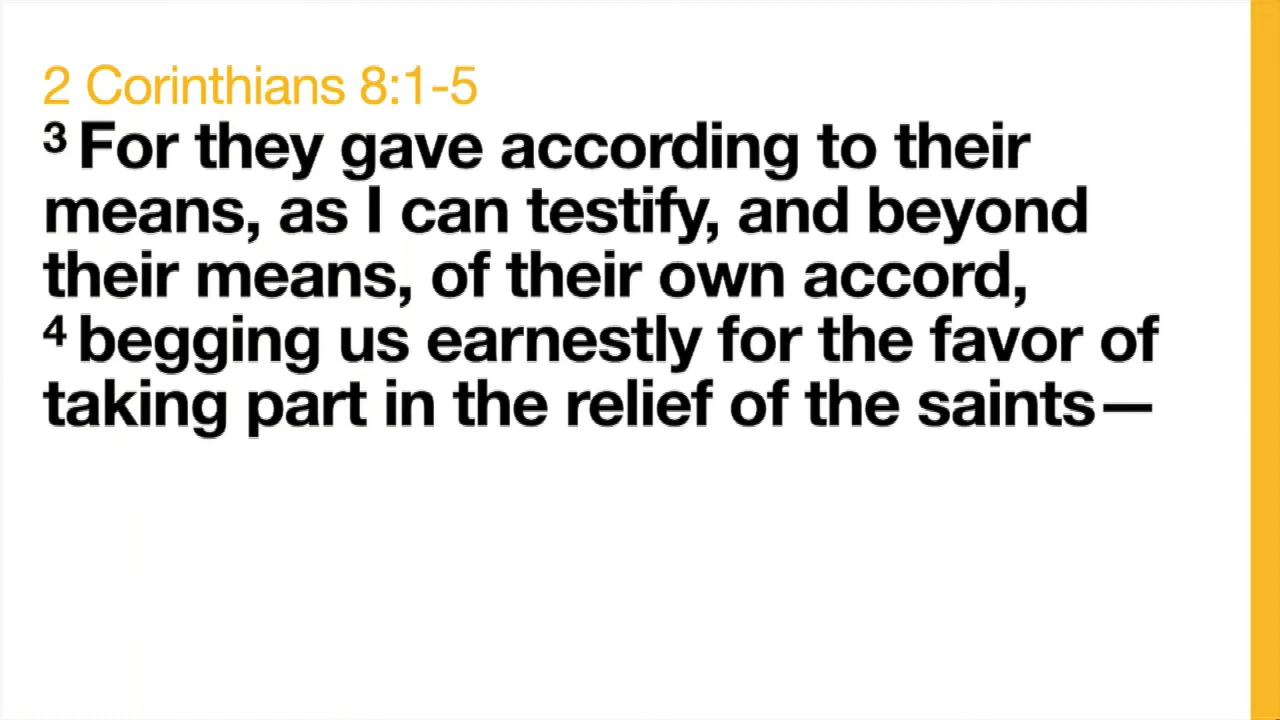 2 Corinthians 8:1-5
³ For they gave according to their
means, as I can testify, and beyond
their means, of their own accord,
⁴ begging us earnestly for the favor of
taking part in the relief of the saints—